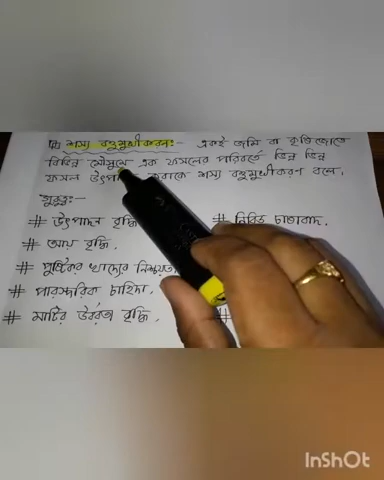 শস্য বহুমুখীকরণ:- একই জমি বা কৃষি জোতে
বিভিন্ন মৌসুমে এক ফসলের পরিবর্তে ভিন্ন ভিন্ন
ফসল উৎপা করাকে শস্য বহুমুখীকরণ বলে।
গুরুত্ব:-
# উৎপাদন বৃদ্ধি
# নিবিড় চাষাবাদ.
# আয় বৃদ্ধি.
# পুষ্টিকর খাদ্যের নিশ্চয়তা
# পারস্পরিক চাহিদা.
# মাটির উর্বরতা বৃদ্ধি.
#
InShOt